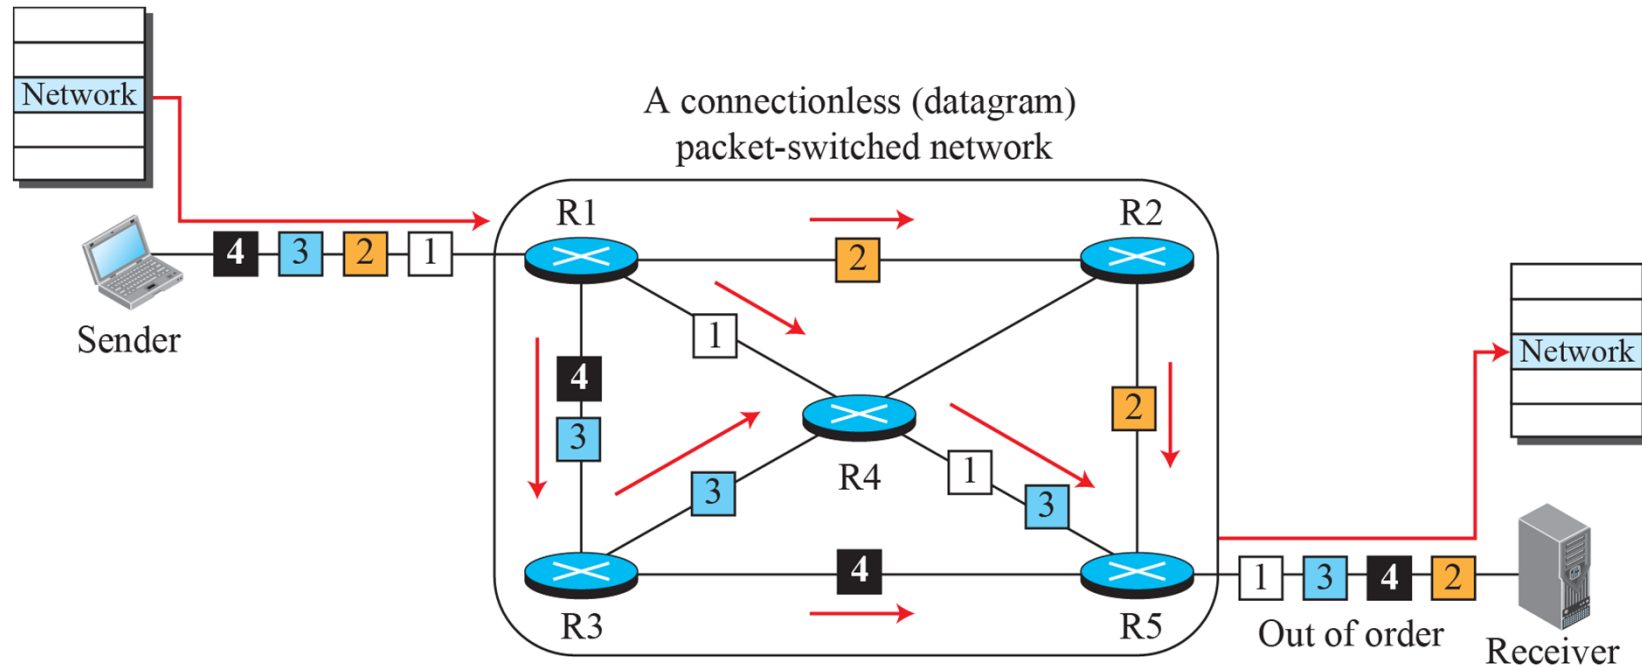 Network
A connectionless (datagram)
packet-switched network
R1
R2
4 3 2 1
2
Sender
1
4
3
2
Network
R4
3
1
3
4
R3
R5
1 3 4 2
Out of order
Receiver